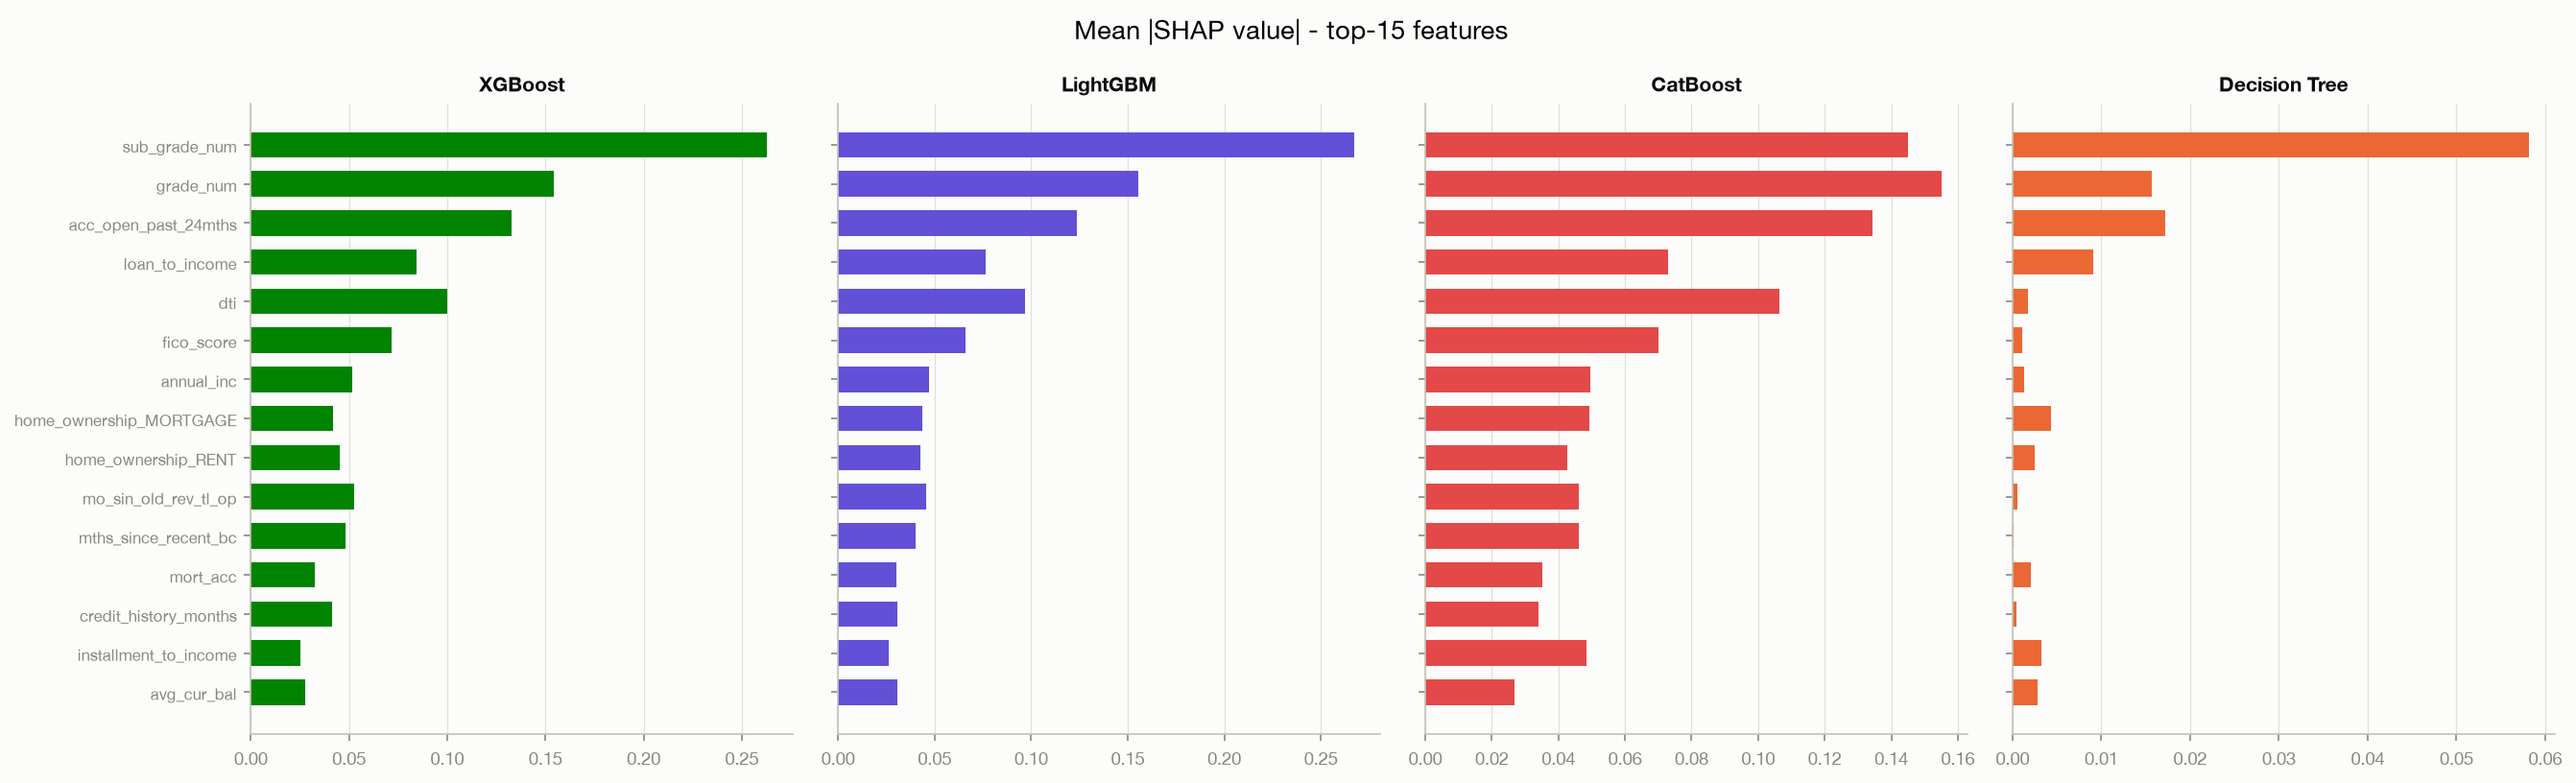 Mean |SHAP value| - top-15 features
XGBoost
LightGBM
CatBoost
Decision Tree
sub_grade_num
grade_num
acc_open_past_24mths
loan_to_income
dti
fico_score
annual_inc
home_ownership_MORTGAGE
home_ownership_RENT
mo_sin_old_rev_tl_op
mths_since_recent_bc
mort_acc
credit_history_months
installment_to_income
avg_cur_bal
0.00 0.05 0.10 0.15 0.20 0.25
0.00 0.05 0.10 0.15 0.20 0.25
0.00 0.02 0.04 0.06 0.08 0.10 0.12 0.14 0.16
0.00 0.01 0.02 0.03 0.04 0.05 0.06